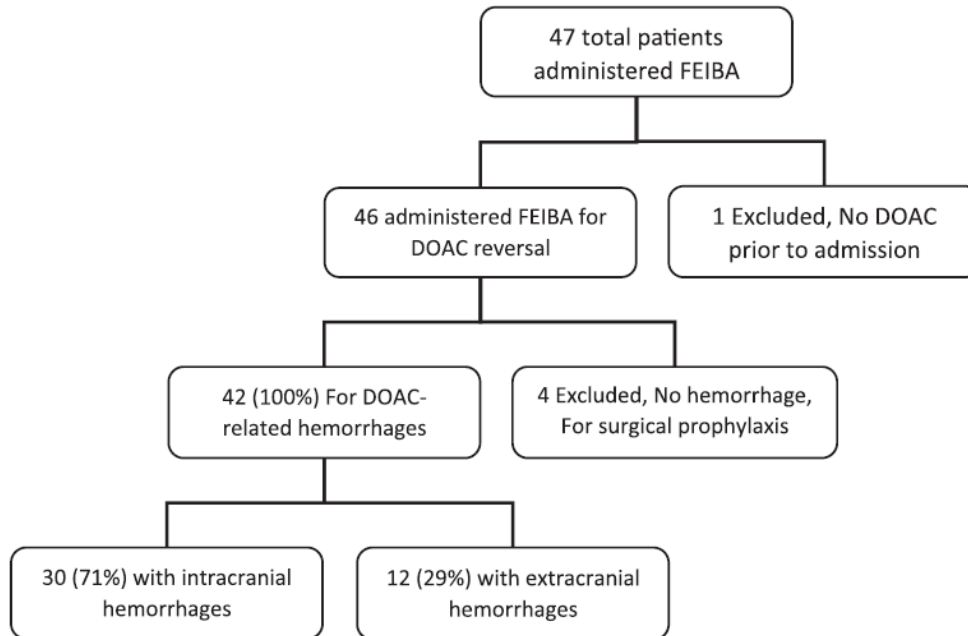 47 total patients
administered FEIBA
46 administered FEIBA for
DOAC reversal
1 Excluded, No DOAC
prior to admission
42 (100%) For DOAC-
related hemorrhages
4 Excluded, No hemorrhage,
For surgical prophylaxis
30 (71%) with intracranial
hemorrhages
12 (29%) with extracranial
hemorrhages